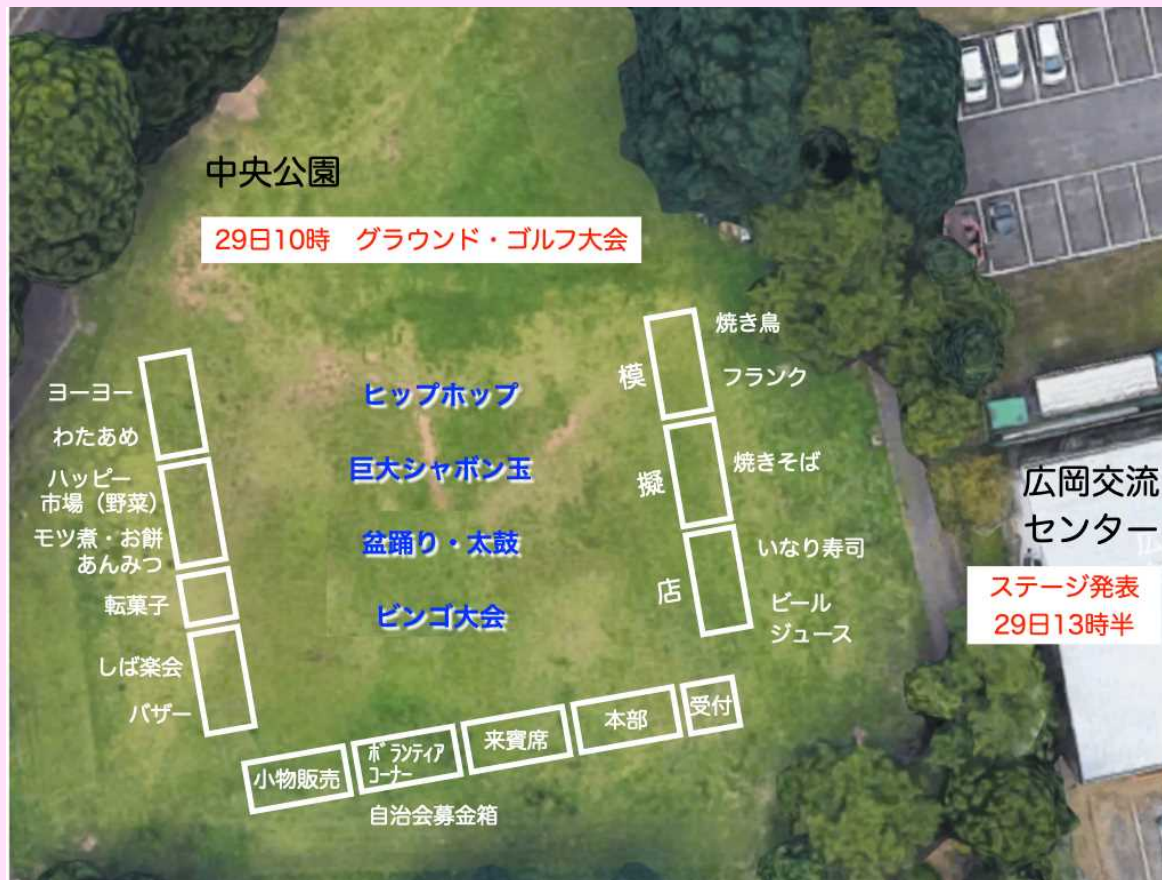 中央公園
29日10時　グラウンド・ゴルフ大会
ヨーヨー
わたあめ
ハッピー
市場（野菜）
モツ煮・お餅
あんみつ
転菓子
しば楽会
バザー
ヒップホップ
巨大シャボン玉
盆踊り・太鼓
ビンゴ大会
模
擬
店
焼き鳥
フランク
焼きそば
いなり寿司
ビール
ジュース
広岡交流
センター
ステージ発表
29日13時半
小物販売
ボランティア
コーナー
来賓席
本部
受付
自治会募金箱